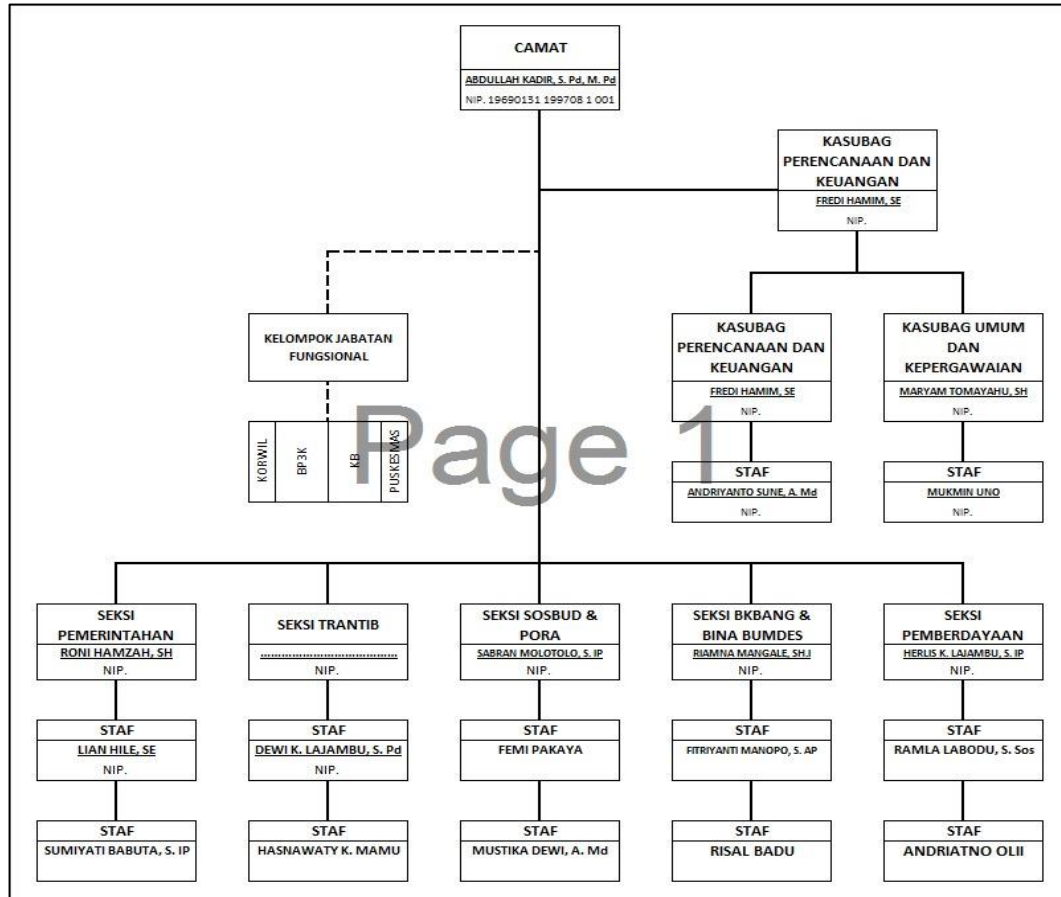 CAMAT
ABDULLAH KADIR, S. Pd, M. Pd
NIP. 19690131 199708 1 001
KASUBAG
PERENCANAAN DAN
KEUANGAN
FREDI HAMIM, SE
NIP.
KELOMPOK JABATAN
FUNGSIONAL
KORWIL
BP3K
KB
PUSKESMAS
KASUBAG
PERENCANAAN DAN
KEUANGAN
FREDI HAMIM, SE
NIP.
KASUBAG UMUM
DAN
KEPERGAWAIAN
MARYAM TOMAYAHU, SH
NIP.
Page 1
STAF
ANDRIYANTO SUNE, A. Md
NIP.
STAF
MUKMIN UNO
NIP.
SEKSI
PEMERINTAHAN
RONI HAMZAH, SH
NIP.
SEKSI TRANTIB
.....................................
NIP.
SEKSI SOSBUD &
PORA
SABRAN MOLOTOLO, S. IP
NIP.
SEKSI BKBANG &
BINA BUMDES
RIAMNA MANGALE, SH.I
NIP.
SEKSI
PEMBERDAYAAN
HERLIS K. LAJAMBU, S. IP
NIP.
STAF
LIAN HILE, SE
NIP.
STAF
DEWI K. LAJAMBU, S. Pd
NIP.
STAF
FEMI PAKAYA
STAF
FITRIYANTI MANOPO, S. AP
STAF
RAMLA LABODU, S. Sos
STAF
SUMIYATI BABUTA, S. IP
STAF
HASNAWATY K. MAMU
STAF
MUSTIKA DEWI, A. Md
STAF
RISAL BADU
STAF
ANDRIATNO OLII